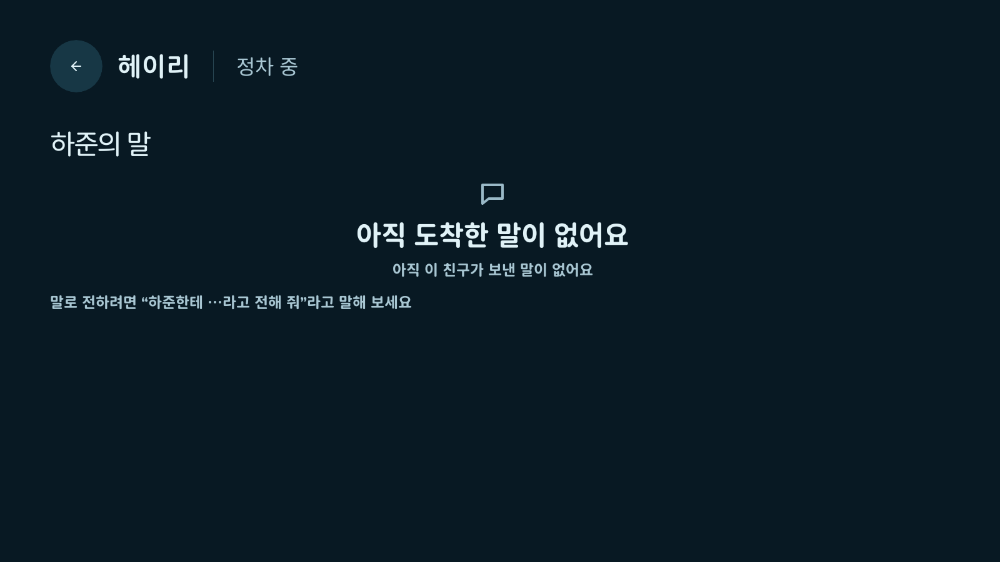 헤이리
정차 중
하준의 말
아직 도착한 말이 없어요
아직 이 친구가 보낸 말이 없어요
말로 전하려면 “하준한테 …라고 전해 줘”라고 말해 보세요